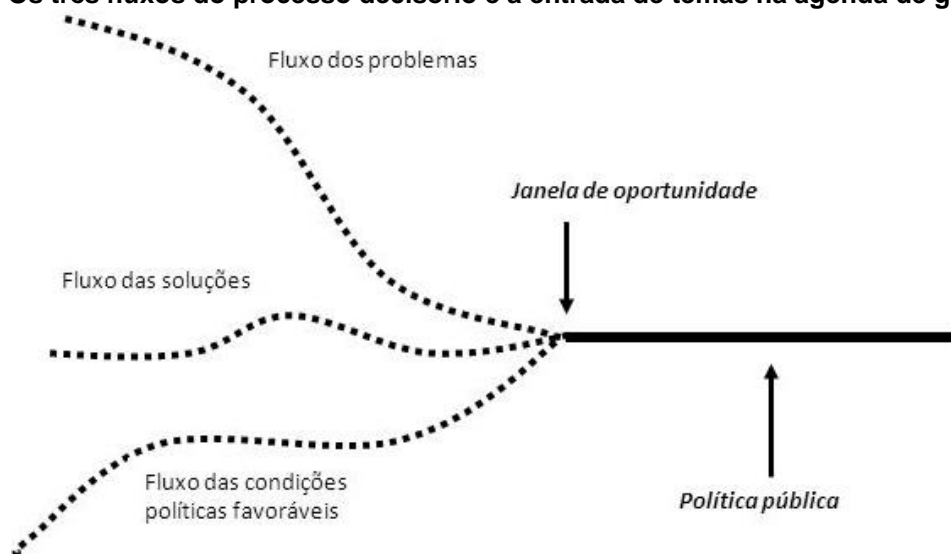 Os três fluxos do processo decisório e a entrada de temas na agenda do g
Fluxo dos problemas
Janela de oportunidade
Fluxo das soluções
Fluxo das condições
políticas favoráveis
Política pública